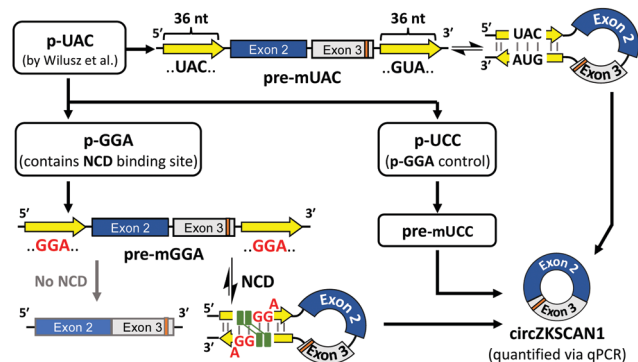 36 nt
36 nt
p-UAC
(by Wilusz et al.)
5′ Exon 2 Exon 3 3′
..UAC..
..GUA..
pre-mUAC
5′ UAC
3′ AUG
Exon 2
Exon 3
p-GGA
(contains NCD binding site)
p-UCC
(p-GGA control)
5′ Exon 2 Exon 3 3′
..GGA..
..GGA..
pre-mGGA
pre-mUCC
No NCD
NCD
5′ Exon 2 Exon 3 3′
5′ GGA
3′ AGG
Exon 2
Exon 3
Exon 2
Exon 3
circZKSCAN1
(quantified via qPCR)